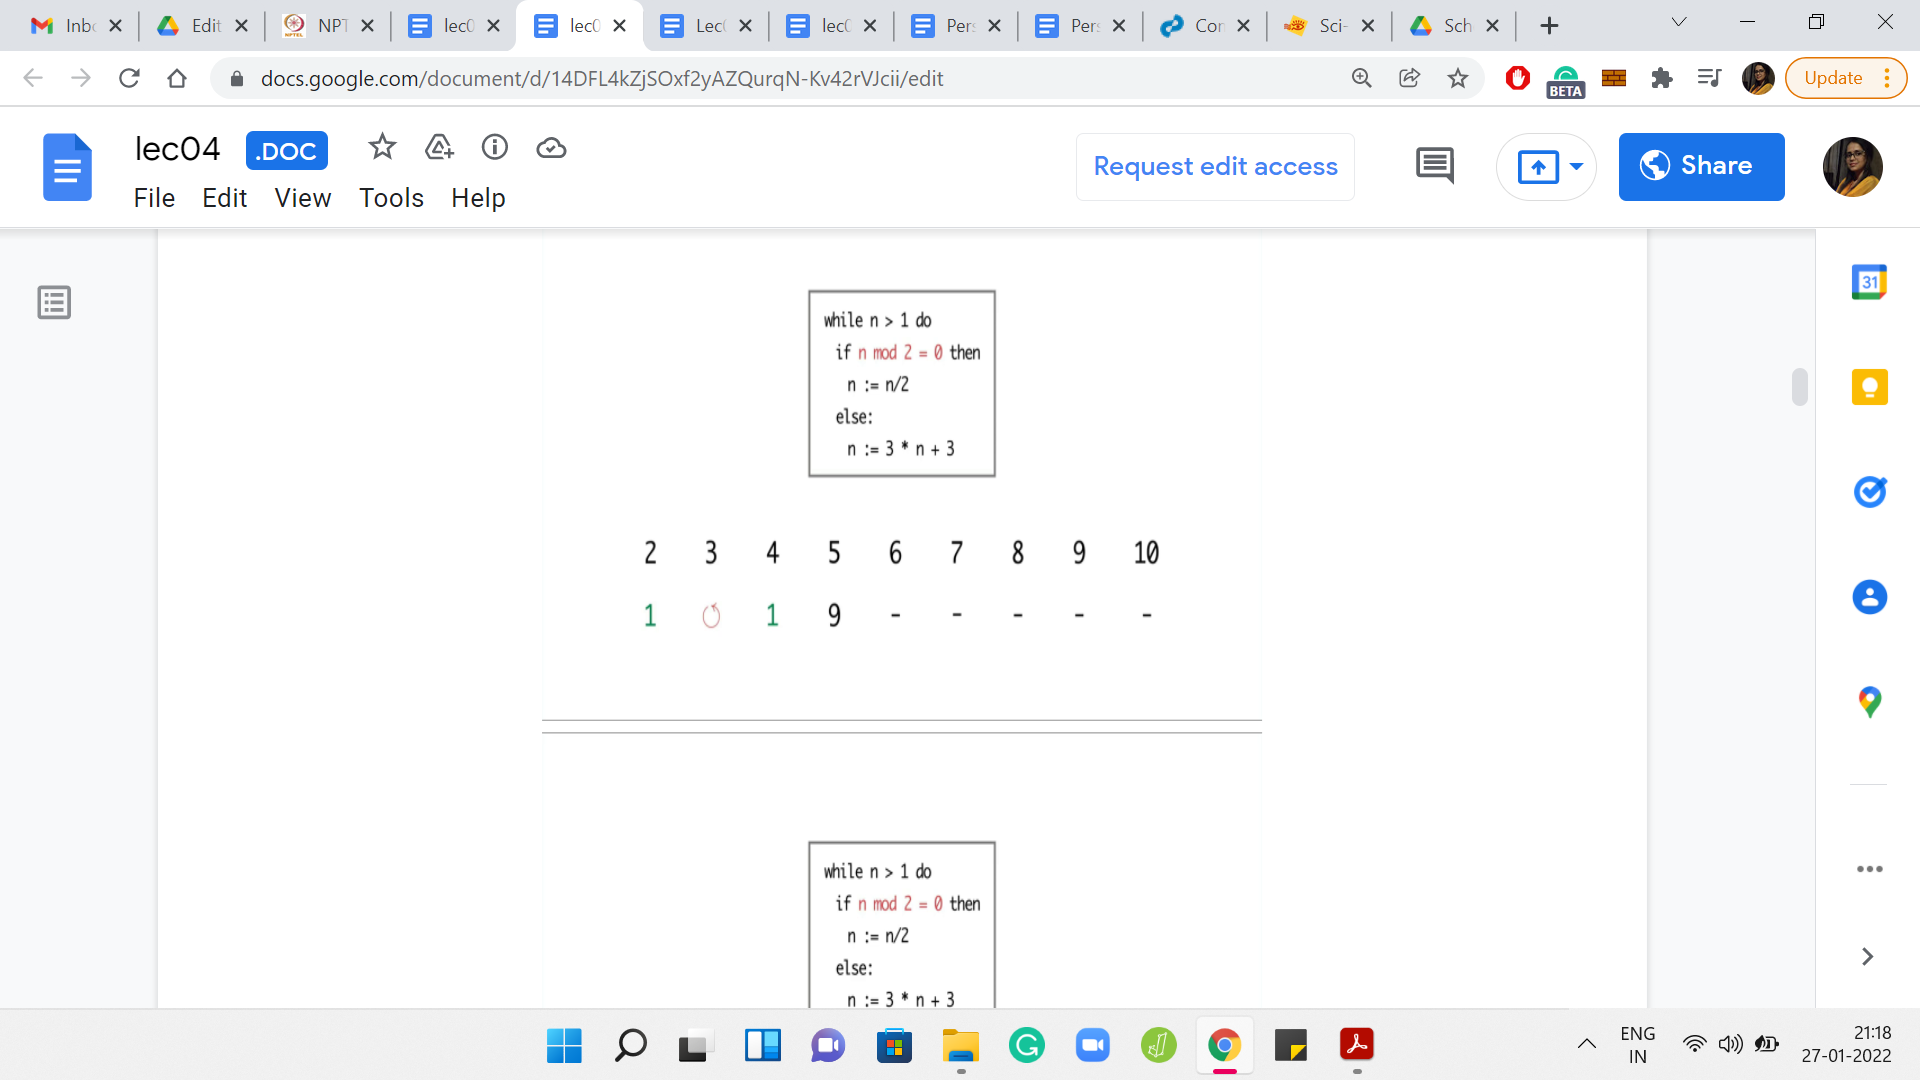 Inbc
Edit
NPT
lec0
lec0
Lec
lec0
Pers
Pers
Con
Sci-
Sch
docs.google.com/document/d/14DFL4kZjSOxf2yAZQurqN-Kv42rVJcii/edit
BETA
Update
lec04 .DOC
Request edit access
Share
File Edit View Tools Help
31
while n > 1 do
if n mod 2 = 0 then
n := n/2
else:
n := 3 * n + 3
2 3 4 5 6 7 8 9 10
1 1 9 - - - - -
while n > 1 do
if n mod 2 = 0 then
n := n/2
else:
n := 3 * n + 3
ENG
IN
21:18
27-01-2022